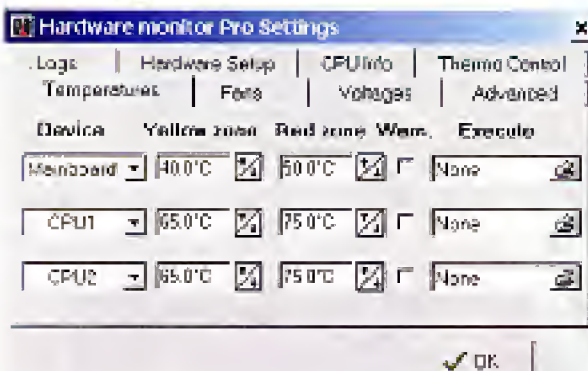 Hardware monitor Pro Settings
Logs Hardware Setup CPU Info Thermo Control
Temperatures Fans Voltages Advanced
Device Yellow zone Red zone Warn. Execute
Mainboard 40.0°C 50.0°C None
CPU1 65.0°C 75.0°C None
CPU2 65.0°C 75.0°C None
OK